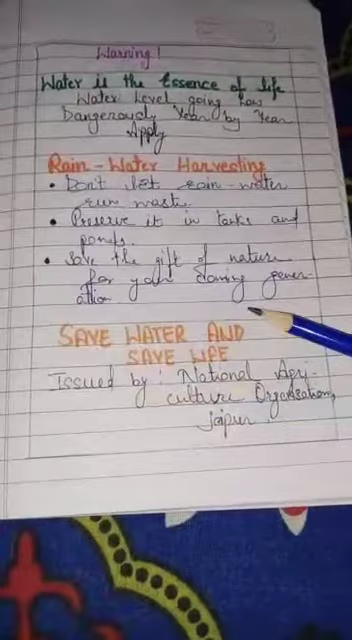 Warning!
Water is the Essence of life
Water Level going Low
Dangerously Year by Year
Apply
Rain-Water Harvesting
• Don't let rain-water
run waste.
• Preserve it in tanks and
ponds.
• Save the gift of nature
for your coming gener-
ation
SAVE WATER AND
SAVE LIFE
Issued by: National Agri-
culture Organisation,
Jaipur.